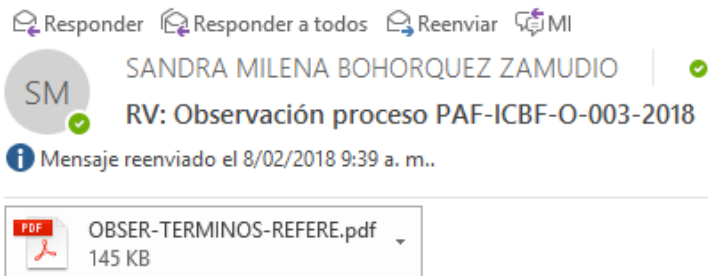 Responder Responder a todos Reenviar MI
SM
SANDRA MILENA BOHORQUEZ ZAMUDIO
RV: Observación proceso PAF-ICBF-O-003-2018
Mensaje reenviado el 8/02/2018 9:39 a. m..
PDF
OBSER-TERMINOS-REFERE.pdf
145 KB